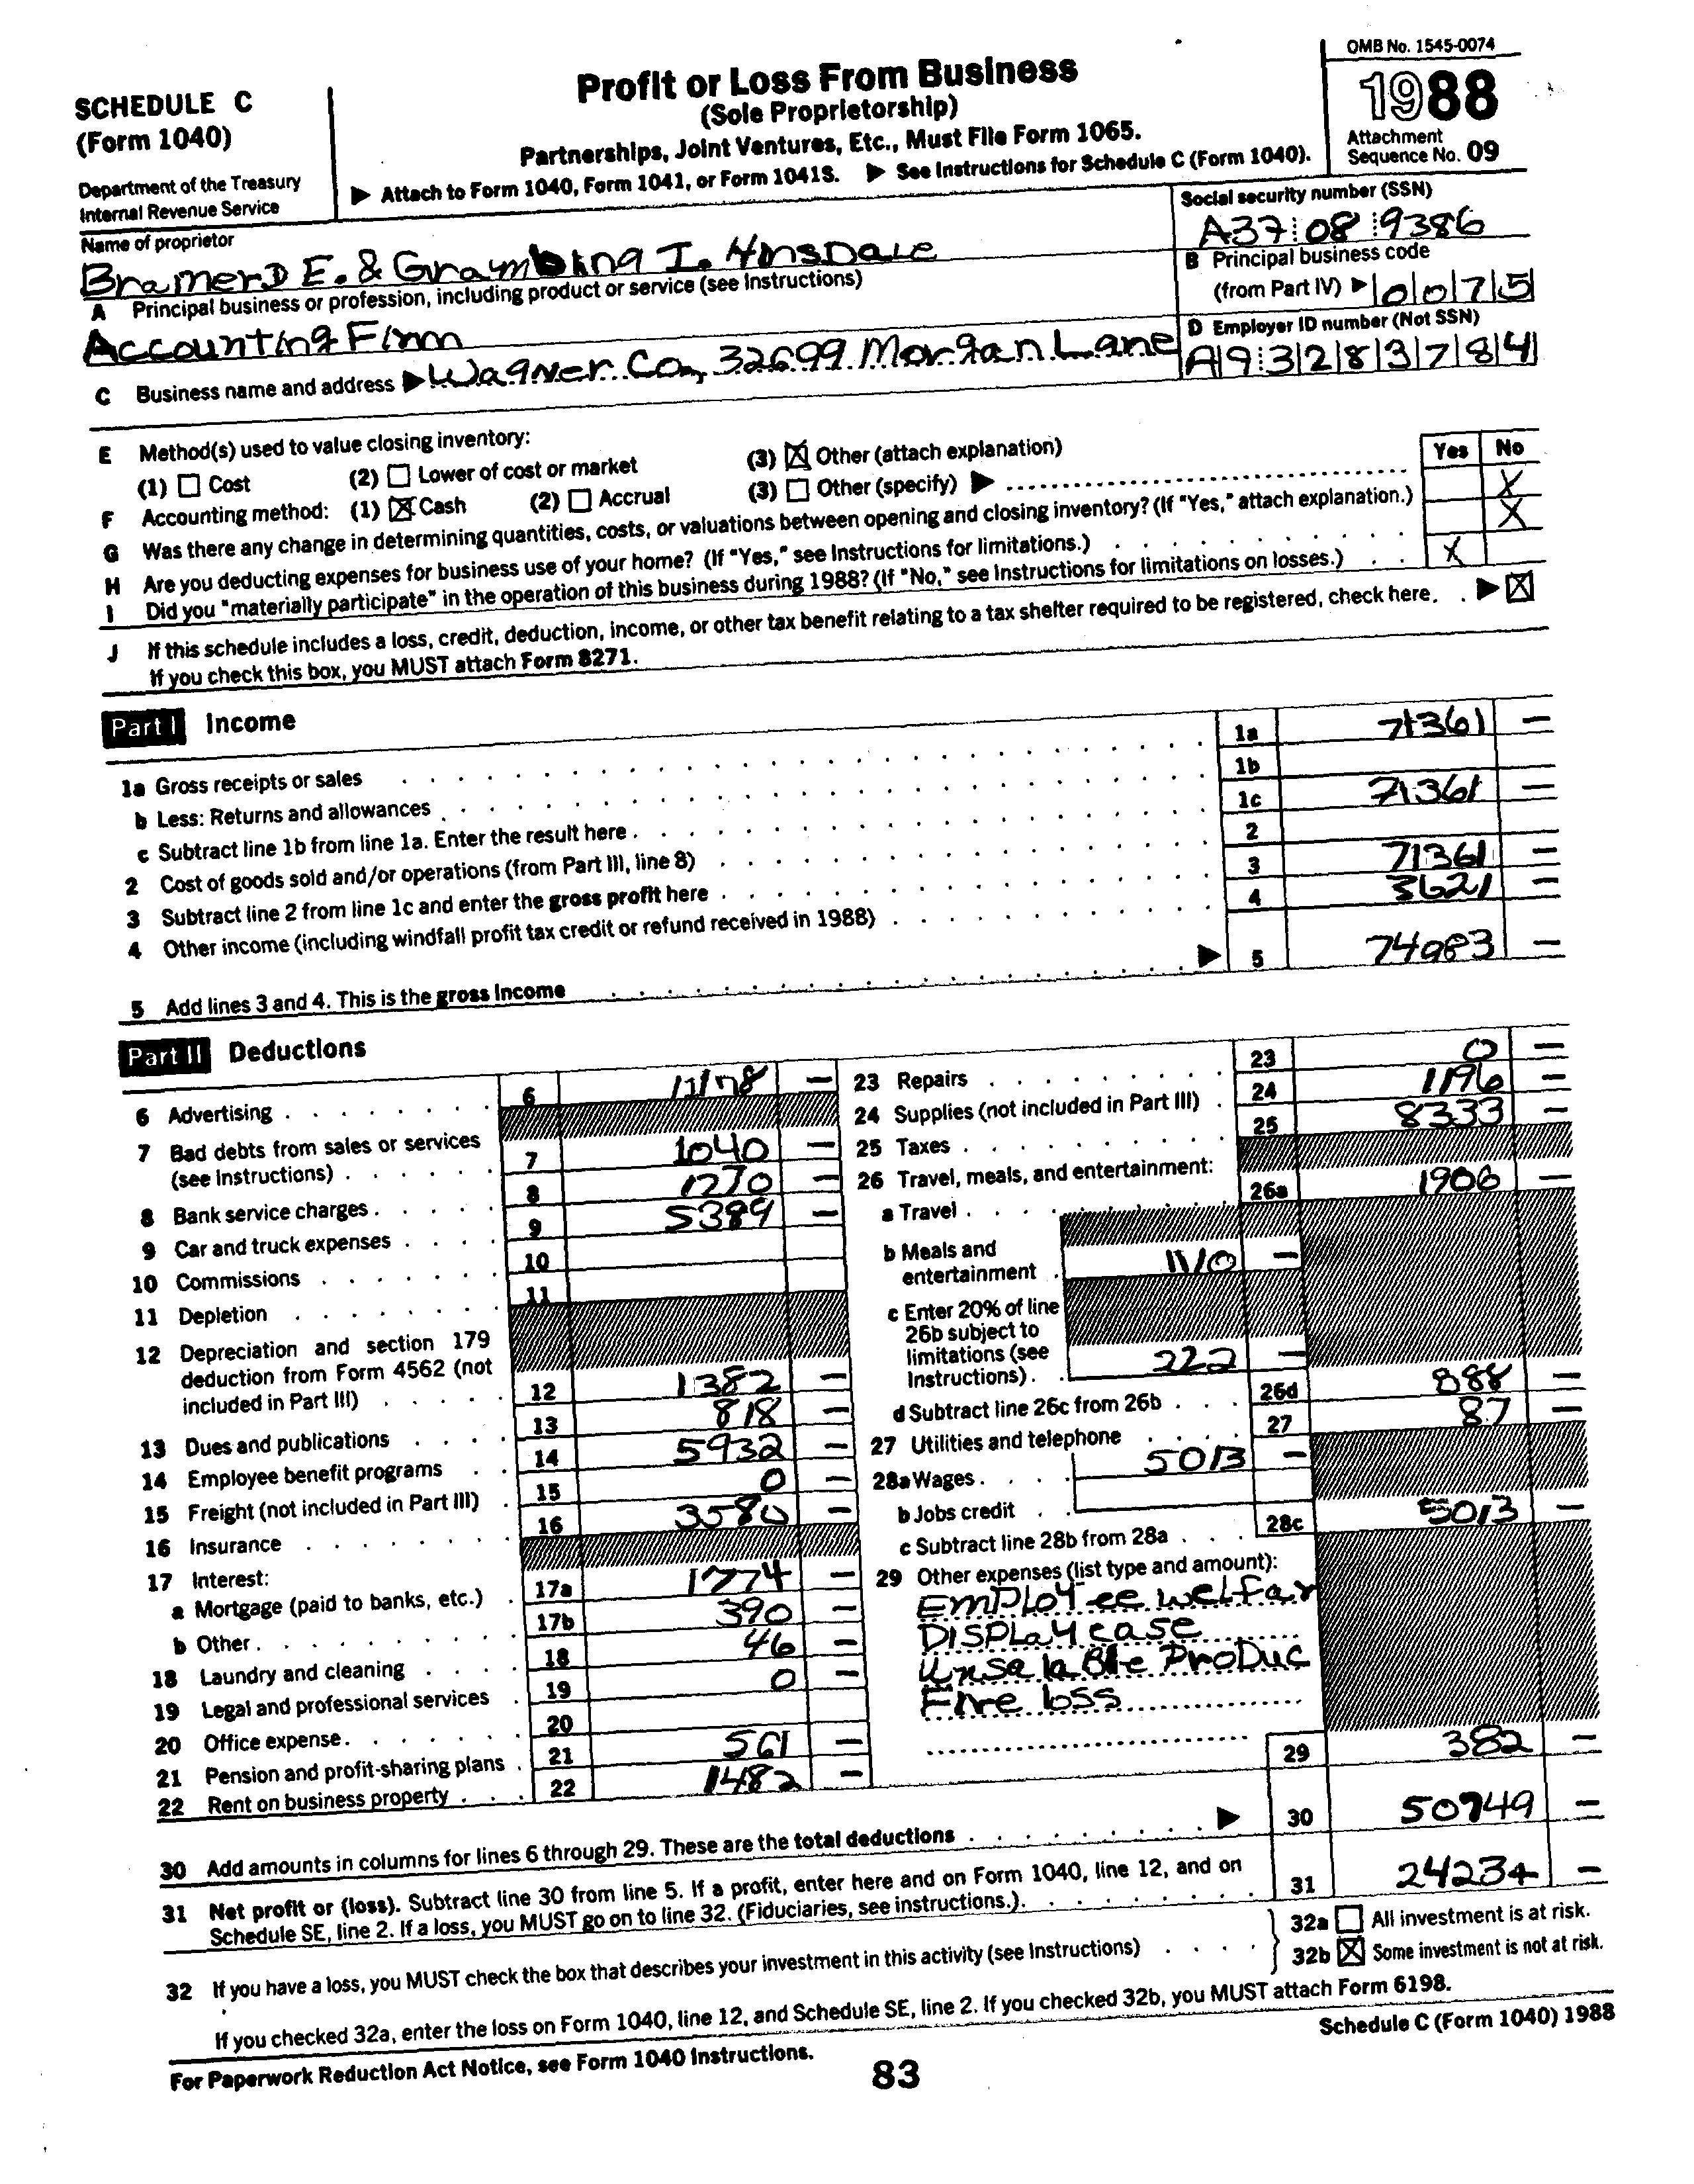 OMB No. 1545-0074
SCHEDULE C
(Form 1040)
Department of the Treasury
Internal Revenue Service
Profit or Loss From Business
(Sole Proprietorship)
Partnerships, Joint Ventures, Etc., Must File Form 1065.
▶ Attach to Form 1040, Form 1041, or Form 1041S. ▶ See Instructions for Schedule C (Form 1040).
1988
Attachment
Sequence No. 09
Name of proprietor
BramerD E. & Grambling I. HinsDale
Social security number (SSN)
A37 08 9386
A Principal business or profession, including product or service (see Instructions)
Accounting Firm
B Principal business code
(from Part IV) ▶ 0075
C Business name and address ▶ Wagner Co., 32699 Morgan Lane
D Employer ID number (Not SSN)
A9 3283784
E Method(s) used to value closing inventory:
(1) ☐ Cost (2) ☐ Lower of cost or market (3) ☒ Other (attach explanation)
Yes No
F Accounting method: (1) ☒ Cash (2) ☐ Accrual (3) ☐ Other (specify) ▶
G Was there any change in determining quantities, costs, or valuations between opening and closing inventory? (If "Yes," attach explanation.) X
H Are you deducting expenses for business use of your home? (If "Yes," see Instructions for limitations.) X
I Did you "materially participate" in the operation of this business during 1988? (If "No," see Instructions for limitations on losses.) X
J If this schedule includes a loss, credit, deduction, income, or other tax benefit relating to a tax shelter required to be registered, check here. ▶ ☒
If you check this box, you MUST attach Form 8271.
Part I Income
1a Gross receipts or sales 1a 71361 —
b Less: Returns and allowances 1b
c Subtract line 1b from line 1a. Enter the result here 1c 71361 —
2 Cost of goods sold and/or operations (from Part III, line 8) 2
3 Subtract line 2 from line 1c and enter the gross profit here 3 71361 —
4 Other income (including windfall profit tax credit or refund received in 1988) 4 3621 —
5 Add lines 3 and 4. This is the gross income ▶ 5 74983 —
Part II Deductions
6 Advertising 6 11178 —
7 Bad debts from sales or services
(see Instructions) 7 1040 —
8 Bank service charges 8 1270 —
9 Car and truck expenses 9 5389 —
10 Commissions 10
11 Depletion 11
12 Depreciation and section 179
deduction from Form 4562 (not
included in Part III) 12 1382 —
13 Dues and publications 13 818 —
14 Employee benefit programs 14 5932 —
15 Freight (not included in Part III) 15 0 —
16 Insurance 16 3580 —
17 Interest:
a Mortgage (paid to banks, etc.) 17a 1774 —
b Other 17b 390 —
18 Laundry and cleaning 18 46 —
19 Legal and professional services 19 0 —
20 Office expense 20
21 Pension and profit-sharing plans 21 561 —
22 Rent on business property 22 1482 —
23 Repairs 23 0 —
24 Supplies (not included in Part III) 24 1196 —
25 Taxes 25 8333 —
26 Travel, meals, and entertainment:
a Travel 26a 1906 —
b Meals and
entertainment 1110 —
c Enter 20% of line
26b subject to
limitations (see
Instructions) 222 —
d Subtract line 26c from 26b 26d 888 —
27 Utilities and telephone 27 87 —
28a Wages 5013 —
b Jobs credit
c Subtract line 28b from 28a 28c 5013 —
29 Other expenses (list type and amount):
EmPloYee welfar
DISPLaY case
Unsa la Ble ProDuc
Fire loss
29 382 —
30 Add amounts in columns for lines 6 through 29. These are the total deductions ▶ 30 50749 —
31 Net profit or (loss). Subtract line 30 from line 5. If a profit, enter here and on Form 1040, line 12, and on
Schedule SE, line 2. If a loss, you MUST go on to line 32. (Fiduciaries, see instructions.) 31 24234 —
32 If you have a loss, you MUST check the box that describes your investment in this activity (see Instructions)
32a ☐ All investment is at risk.
32b ☒ Some investment is not at risk.
If you checked 32a, enter the loss on Form 1040, line 12, and Schedule SE, line 2. If you checked 32b, you MUST attach Form 6198.
For Paperwork Reduction Act Notice, see Form 1040 Instructions.
Schedule C (Form 1040) 1988
83